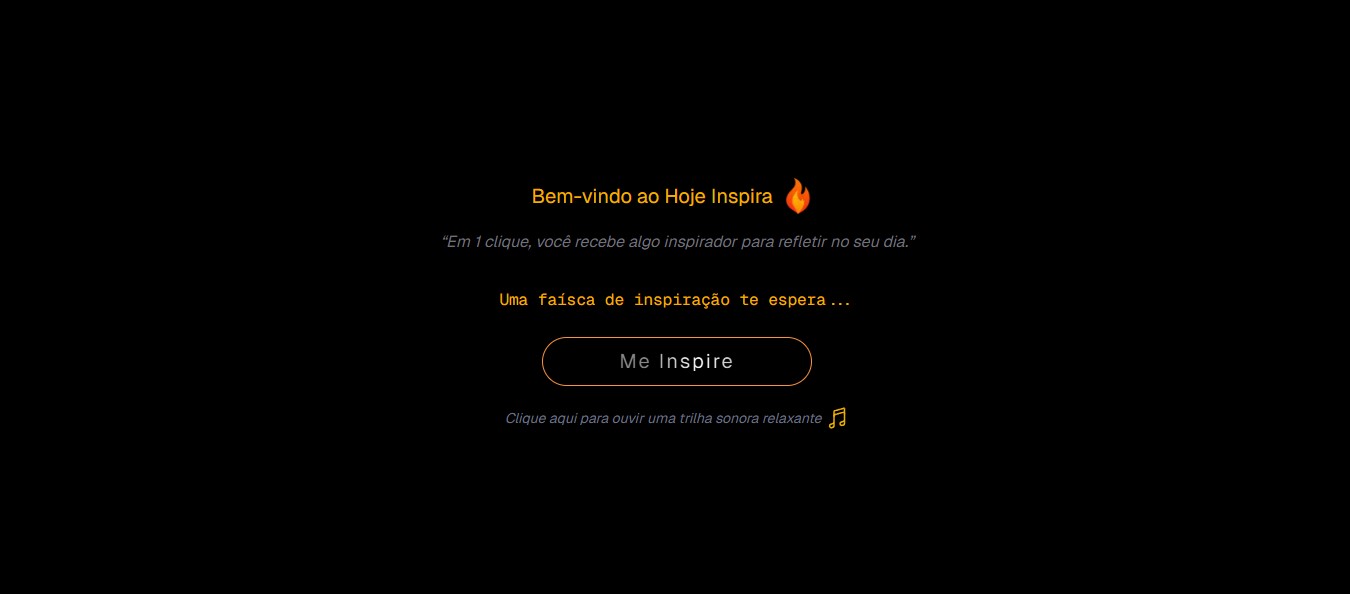 Bem-vindo ao Hoje Inspira
“Em 1 clique, você recebe algo inspirador para refletir no seu dia.”
Uma faísca de inspiração te espera...
Me Inspire
Clique aqui para ouvir uma trilha sonora relaxante